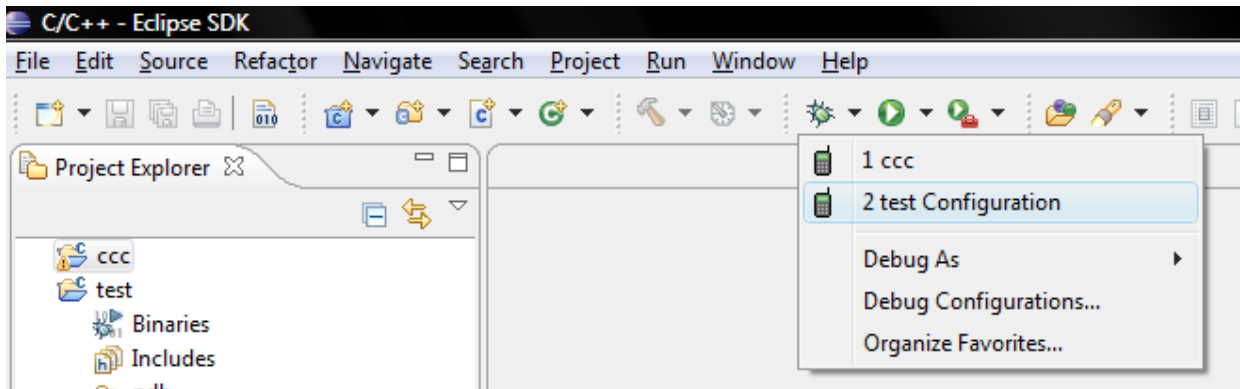 C/C++ - Eclipse SDK
File Edit Source Refactor Navigate Search Project Run Window Help
Project Explorer
1 ccc
2 test Configuration
ccc
test
Debug As
Binaries
Debug Configurations...
Includes
Organize Favorites...